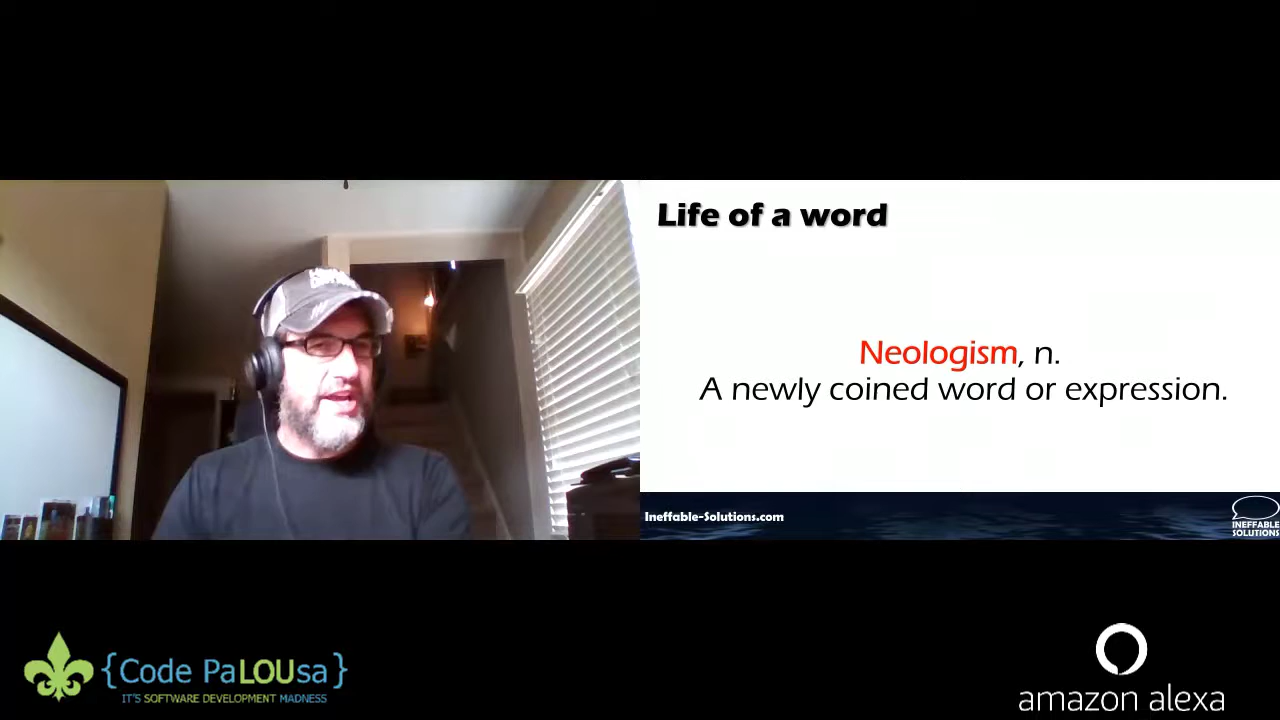 Life of a word
Neologism, n.
A newly coined word or expression.
Ineffable-Solutions.com
INEFFABLE
SOLUTIONS
{Code PaLOUsa}
IT'S SOFTWARE DEVELOPMENT MADNESS
amazon alexa